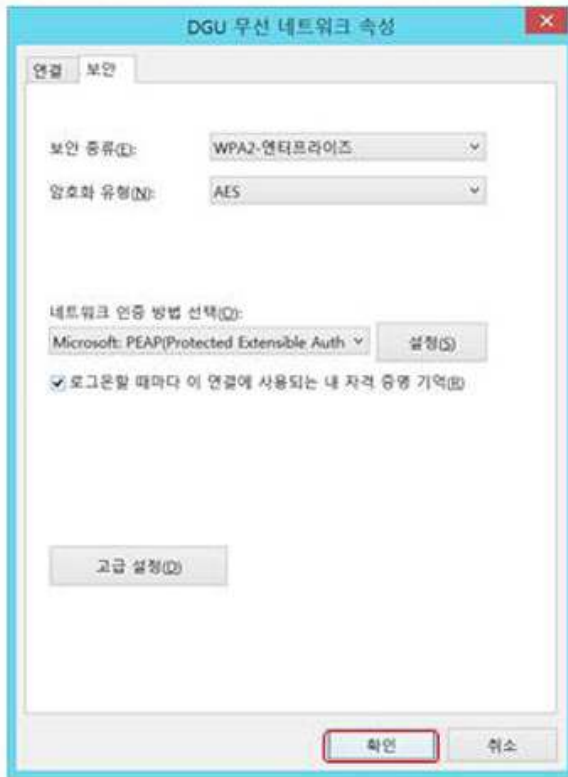 DGU 무선 네트워크 속성
연결 보안
보안 종류(E): WPA2-엔터프라이즈
암호화 유형(N): AES
네트워크 인증 방법 선택(O):
Microsoft: PEAP(Protected Extensible Auth 설정(S)
로그온할 때마다 이 연결에 사용되는 내 자격 증명 기억(R)
고급 설정(D)
확인 취소